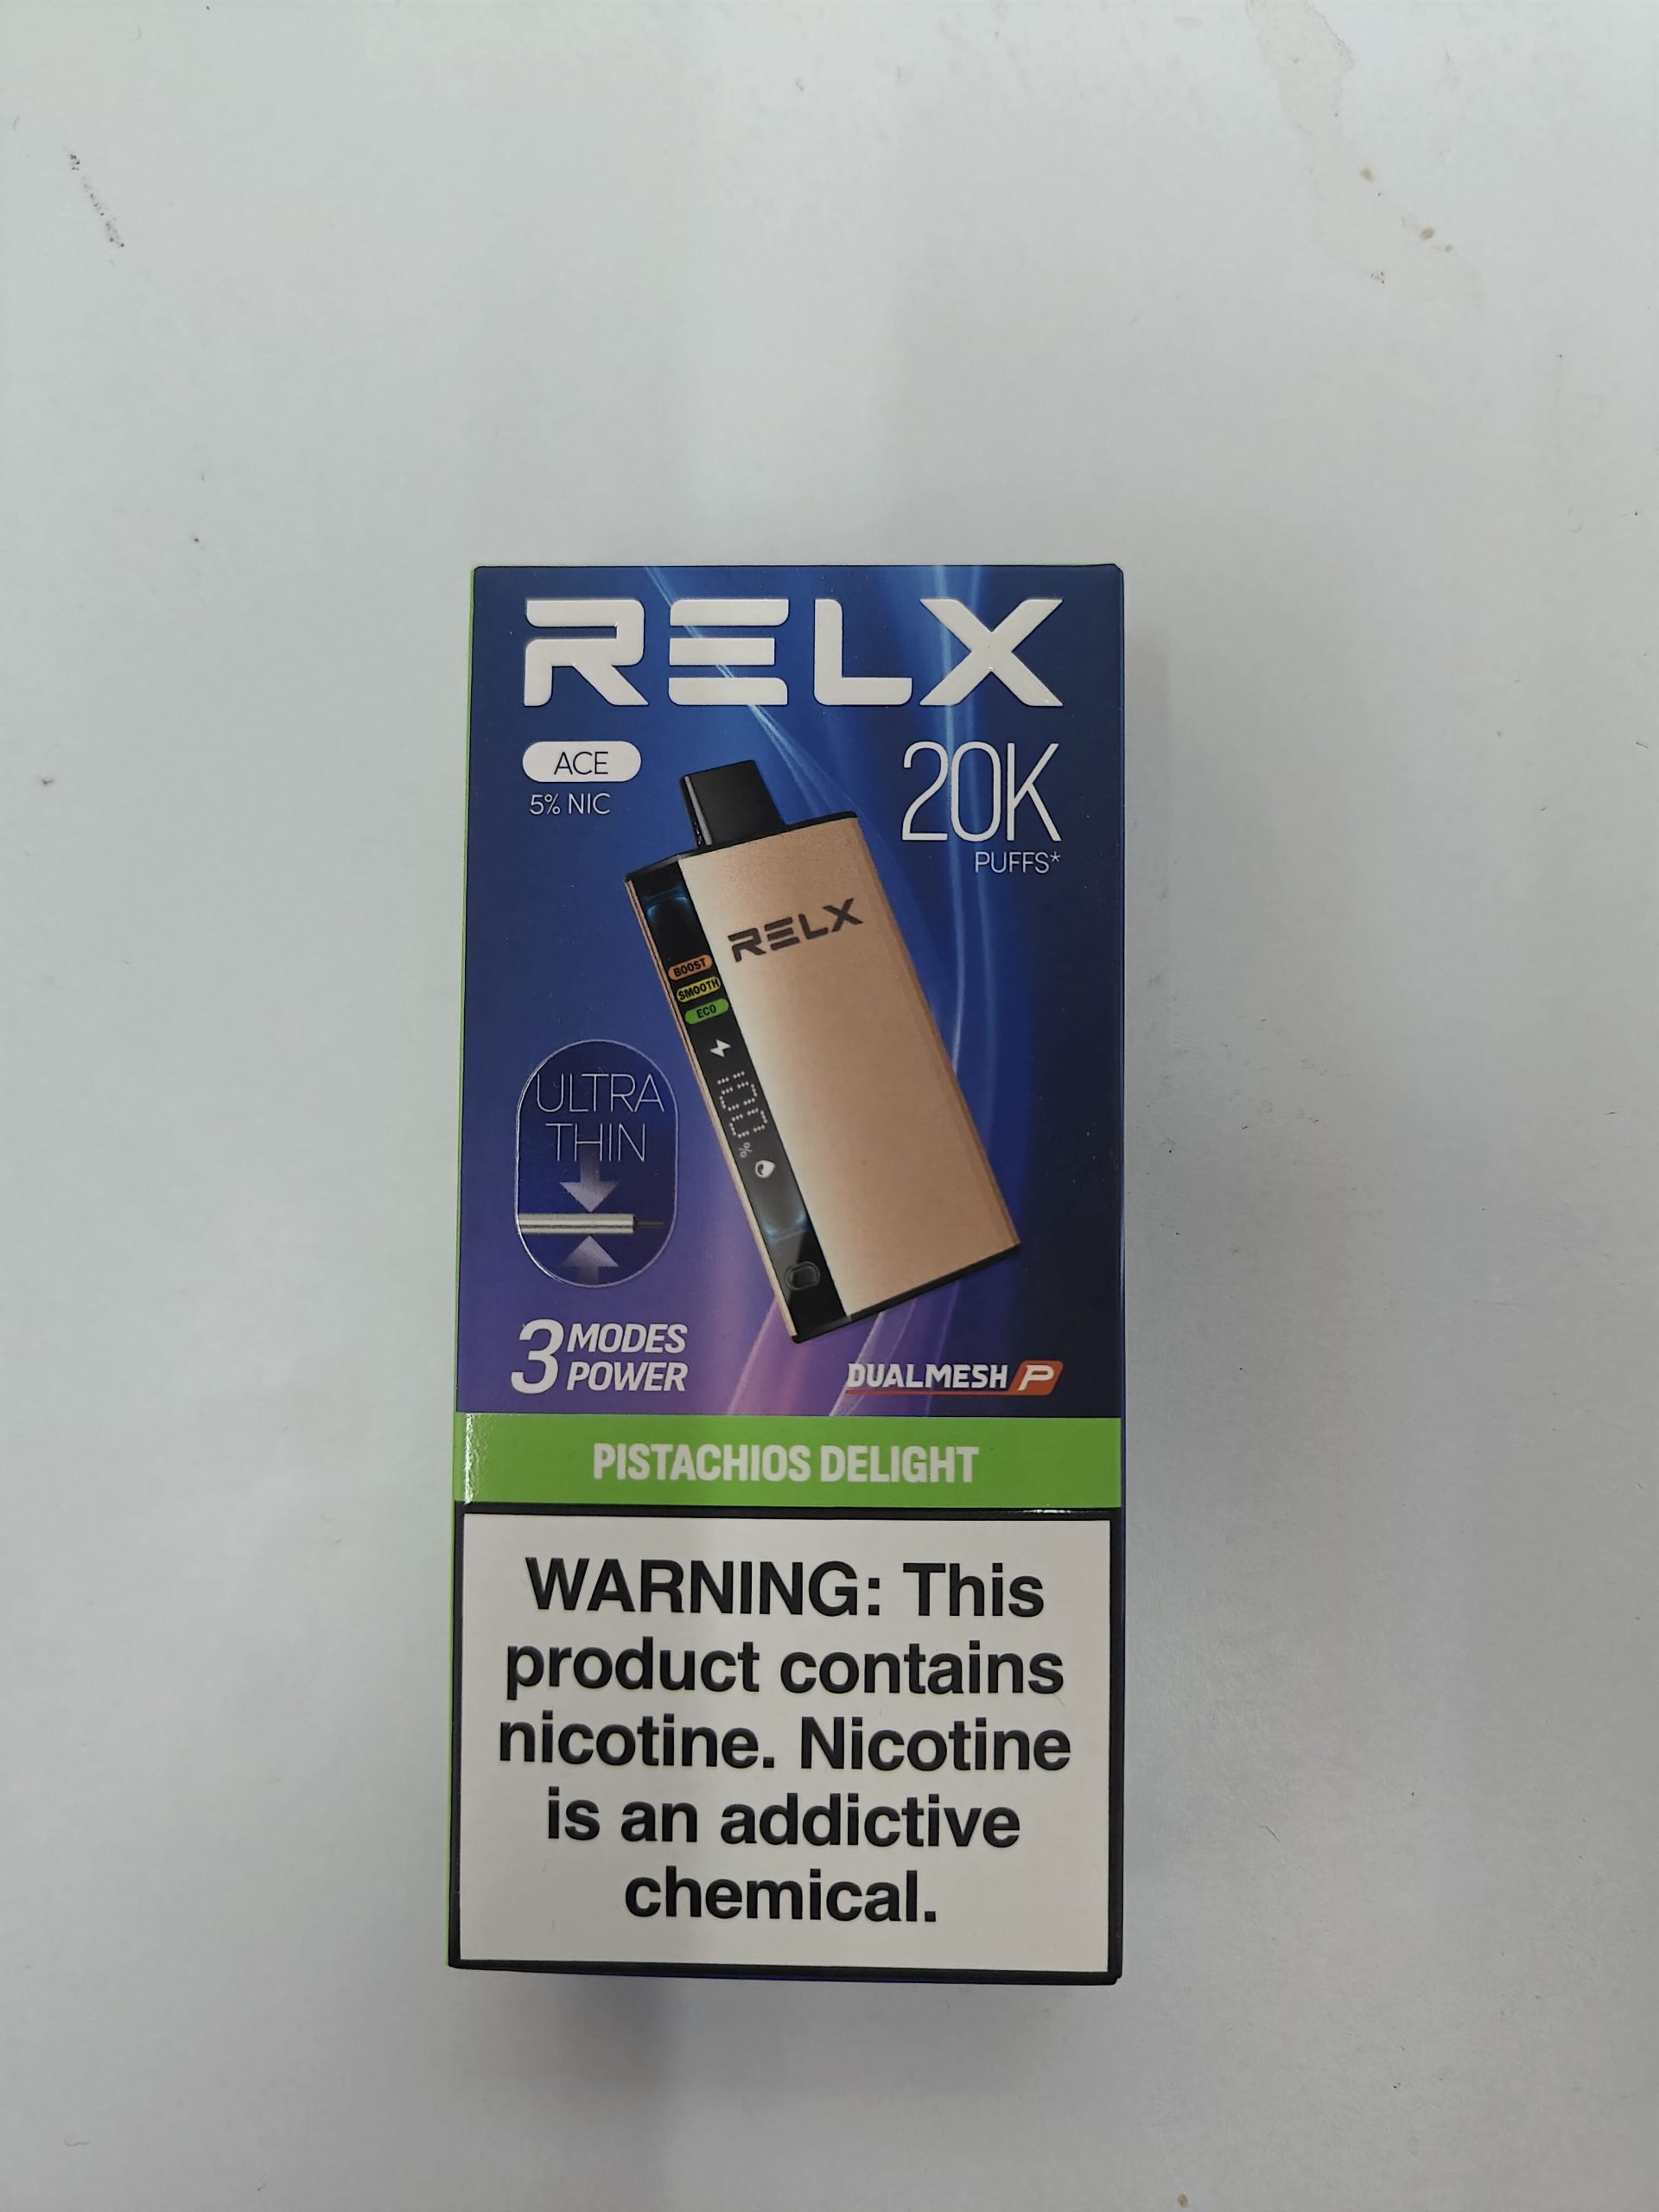 RELX
ACE
5% NIC
20K
PUFFS*
RELX
BOOST
SMOOTH
ECO
100
%
ULTRA
THIN
3 MODES
POWER
DUALMESH P
PISTACHIOS DELIGHT
WARNING: This
product contains
nicotine. Nicotine
is an addictive
chemical.